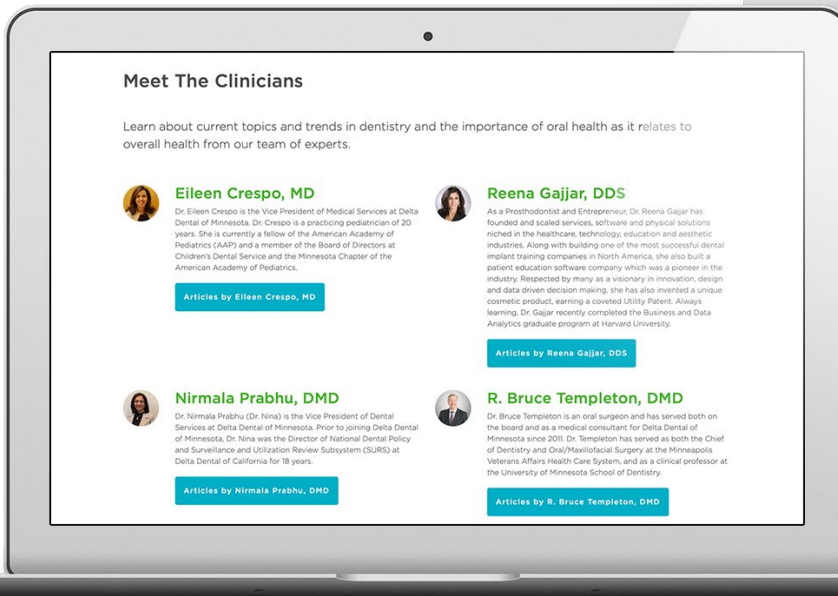 Meet The Clinicians
Learn about current topics and trends in dentistry and the importance of oral health as it relates to
overall health from our team of experts.
Eileen Crespo, MD
Dr. Eileen Crespo is the Vice President of Medical Services at Delta
Dental of Minnesota. Dr. Crespo is a practicing pediatrician of 20
years. She is currently a fellow of the American Academy of
Pediatrics (AAP) and a member of the Board of Directors at
Children's Dental Service and the Minnesota Chapter of the
American Academy of Pediatrics.
Articles by Eileen Crespo, MD
Reena Gajjar, DDS
As a Prosthodontist and Entrepreneur, Dr. Reena Gajjar has
founded and scaled services, software and physical solutions
niched in the healthcare, technology, education and aesthetic
industries. Along with building one of the most successful dental
implant training companies in North America, she also built a
patient education software company which was a pioneer in the
industry. Respected by many as a visionary in innovation, design
and data driven decision making, she has also invented a unique
cosmetic product, earning a coveted Utility Patent. Always
learning, Dr. Gajjar recently completed the Business and Data
Analytics graduate program at Harvard University.
Articles by Reena Gajjar, DDS
Nirmala Prabhu, DMD
Dr. Nirmala Prabhu (Dr. Nina) is the Vice President of Dental
Services at Delta Dental of Minnesota. Prior to joining Delta Dental
of Minnesota, Dr. Nina was the Director of National Dental Policy
and Surveillance and Utilization Review Subsystem (SURS) at
Delta Dental of California for 18 years.
Articles by Nirmala Prabhu, DMD
R. Bruce Templeton, DMD
Dr. Bruce Templeton is an oral surgeon and has served both on
the board and as a medical consultant for Delta Dental of
Minnesota since 2011. Dr. Templeton has served as both the Chief
of Dentistry and Oral/Maxillofacial Surgery at the Minneapolis
Veterans Affairs Health Care System, and as a clinical professor at
the University of Minnesota School of Dentistry.
Articles by R. Bruce Templeton, DMD